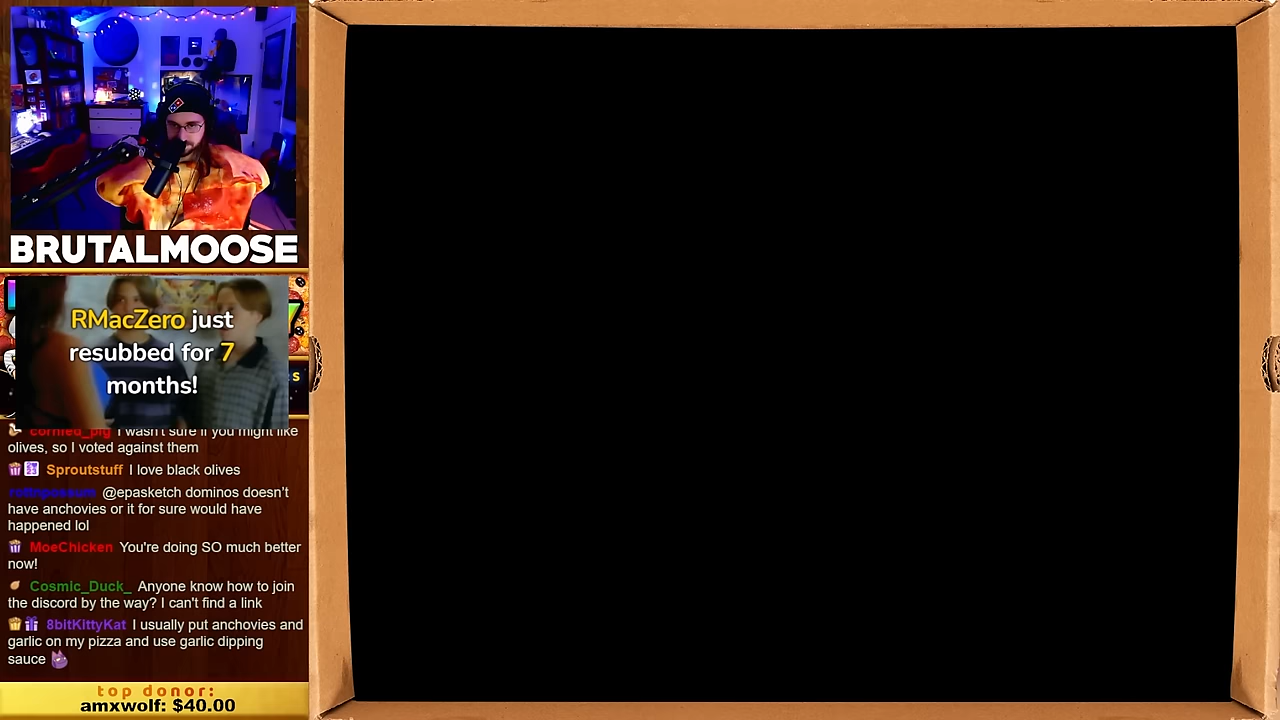 BRUTALMOOSE
RMacZero just
resubbed for 7
months!
s
cornfed_pig I wasn't sure if you might like
olives, so I voted against them
Sproutstuff I love black olives
@epasketch dominos doesn't
have anchovies or it for sure would have
happened lol
MoeChicken You're doing SO much better
now!
Cosmic_Duck_ Anyone know how to join
the discord by the way? I can't find a link
8bitKittyKat I usually put anchovies and
garlic on my pizza and use garlic dipping
sauce
top donor:
amxwolf: $40.00